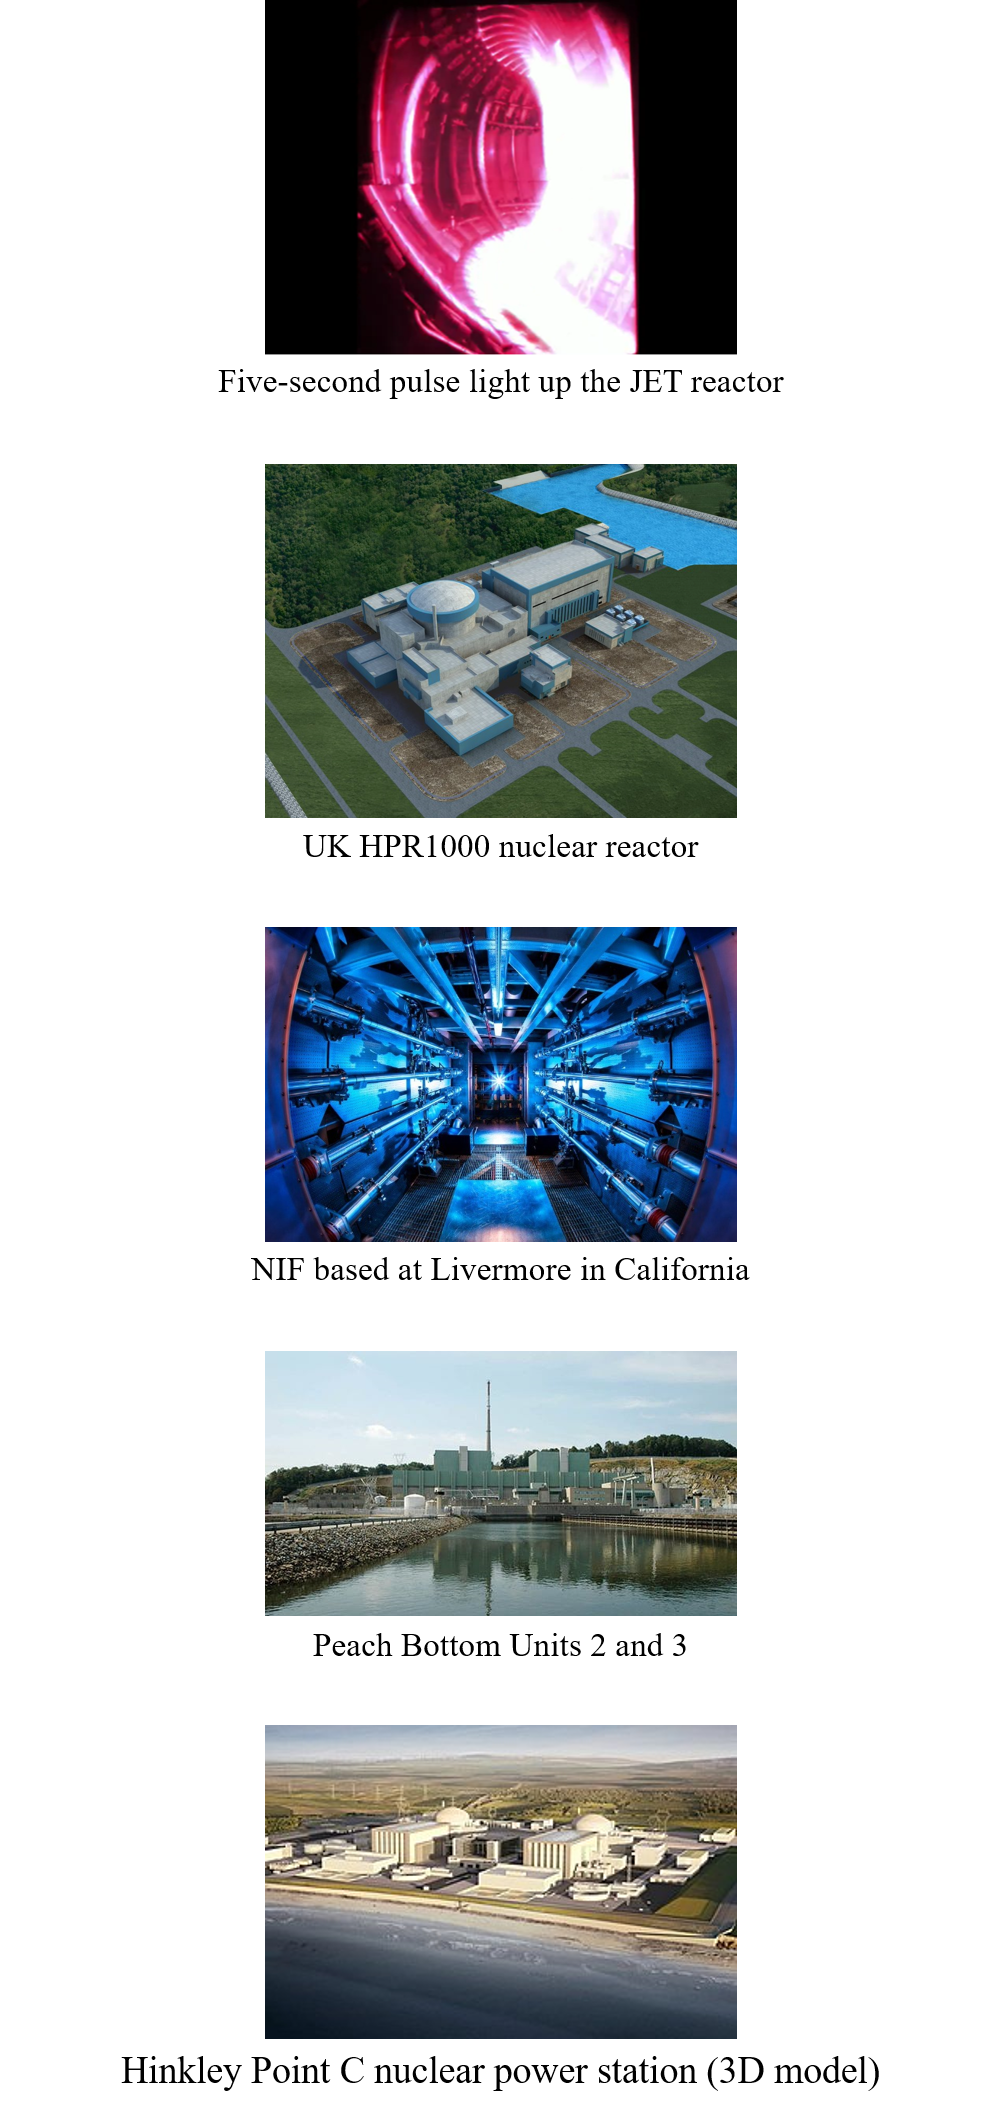 Five-second pulse light up the JET reactor
UK HPR1000 nuclear reactor
NIF based at Livermore in California
Peach Bottom Units 2 and 3
Hinkley Point C nuclear power station (3D model)